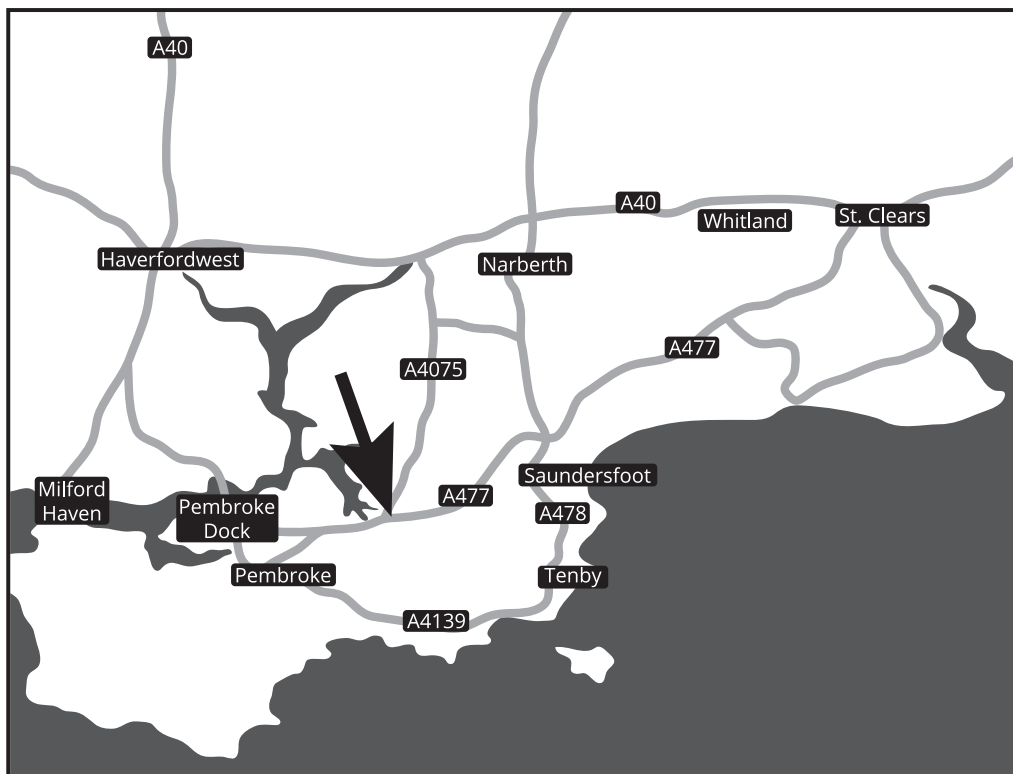 A40
A40
Whitland
St. Clears
Haverfordwest
Narberth
A477
A4075
Milford
Haven
Pembroke
Dock
A477
Saundersfoot
A478
Pembroke
Tenby
A4139